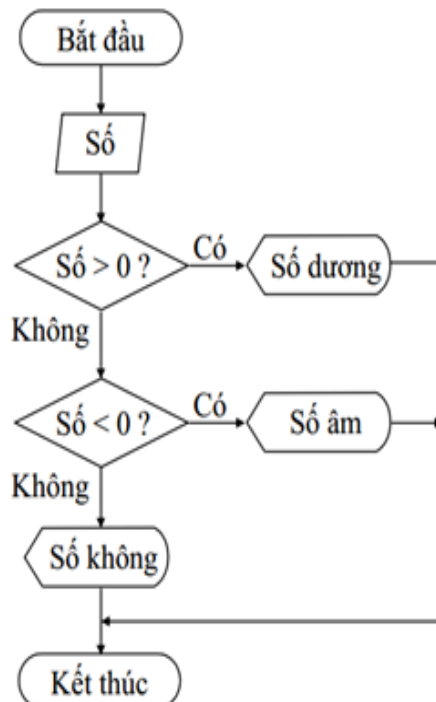 Bắt đầu
Số
Số > 0 ?
Có
Số dương
Không
Số < 0 ?
Có
Số âm
Không
Số không
Kết thúc